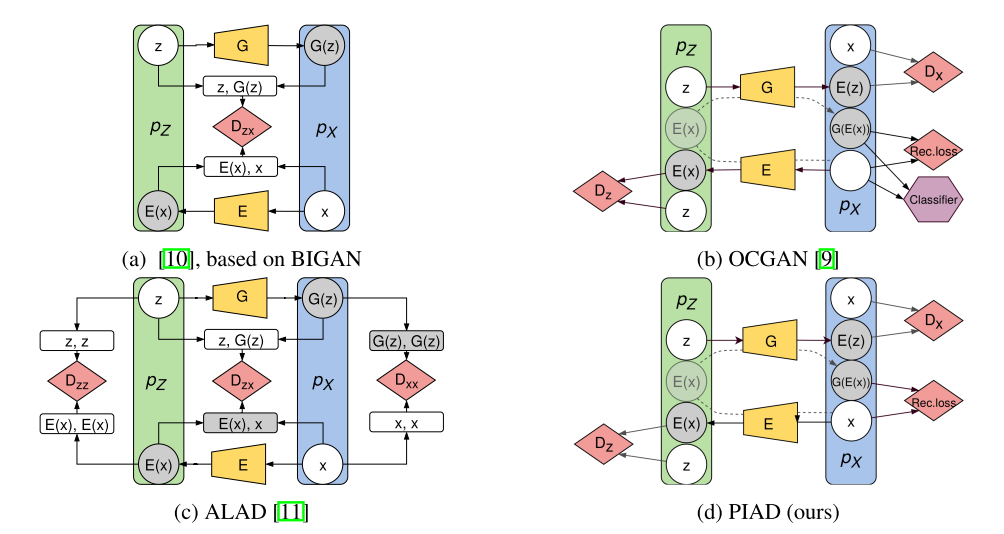 z
G
G(z)
z, G(z)
D_zx
p_Z
p_X
E(x), x
E(x)
E
x
(a) [10], based on BIGAN
p_Z
x
D_x
z
G
E(z)
E(x)
G(E(x))
Rec.loss
E(x)
E
D_z
z
p_X
Classifier
(b) OCGAN [9]
z
G
G(z)
z, z
z, G(z)
G(z), G(z)
D_zz
p_Z
D_zx
p_X
D_xx
E(x), E(x)
E(x), x
x, x
E(x)
E
x
(c) ALAD [11]
p_Z
x
D_x
z
G
E(z)
E(x)
G(E(x))
Rec.loss
E(x)
E
x
D_z
z
p_X
(d) PIAD (ours)